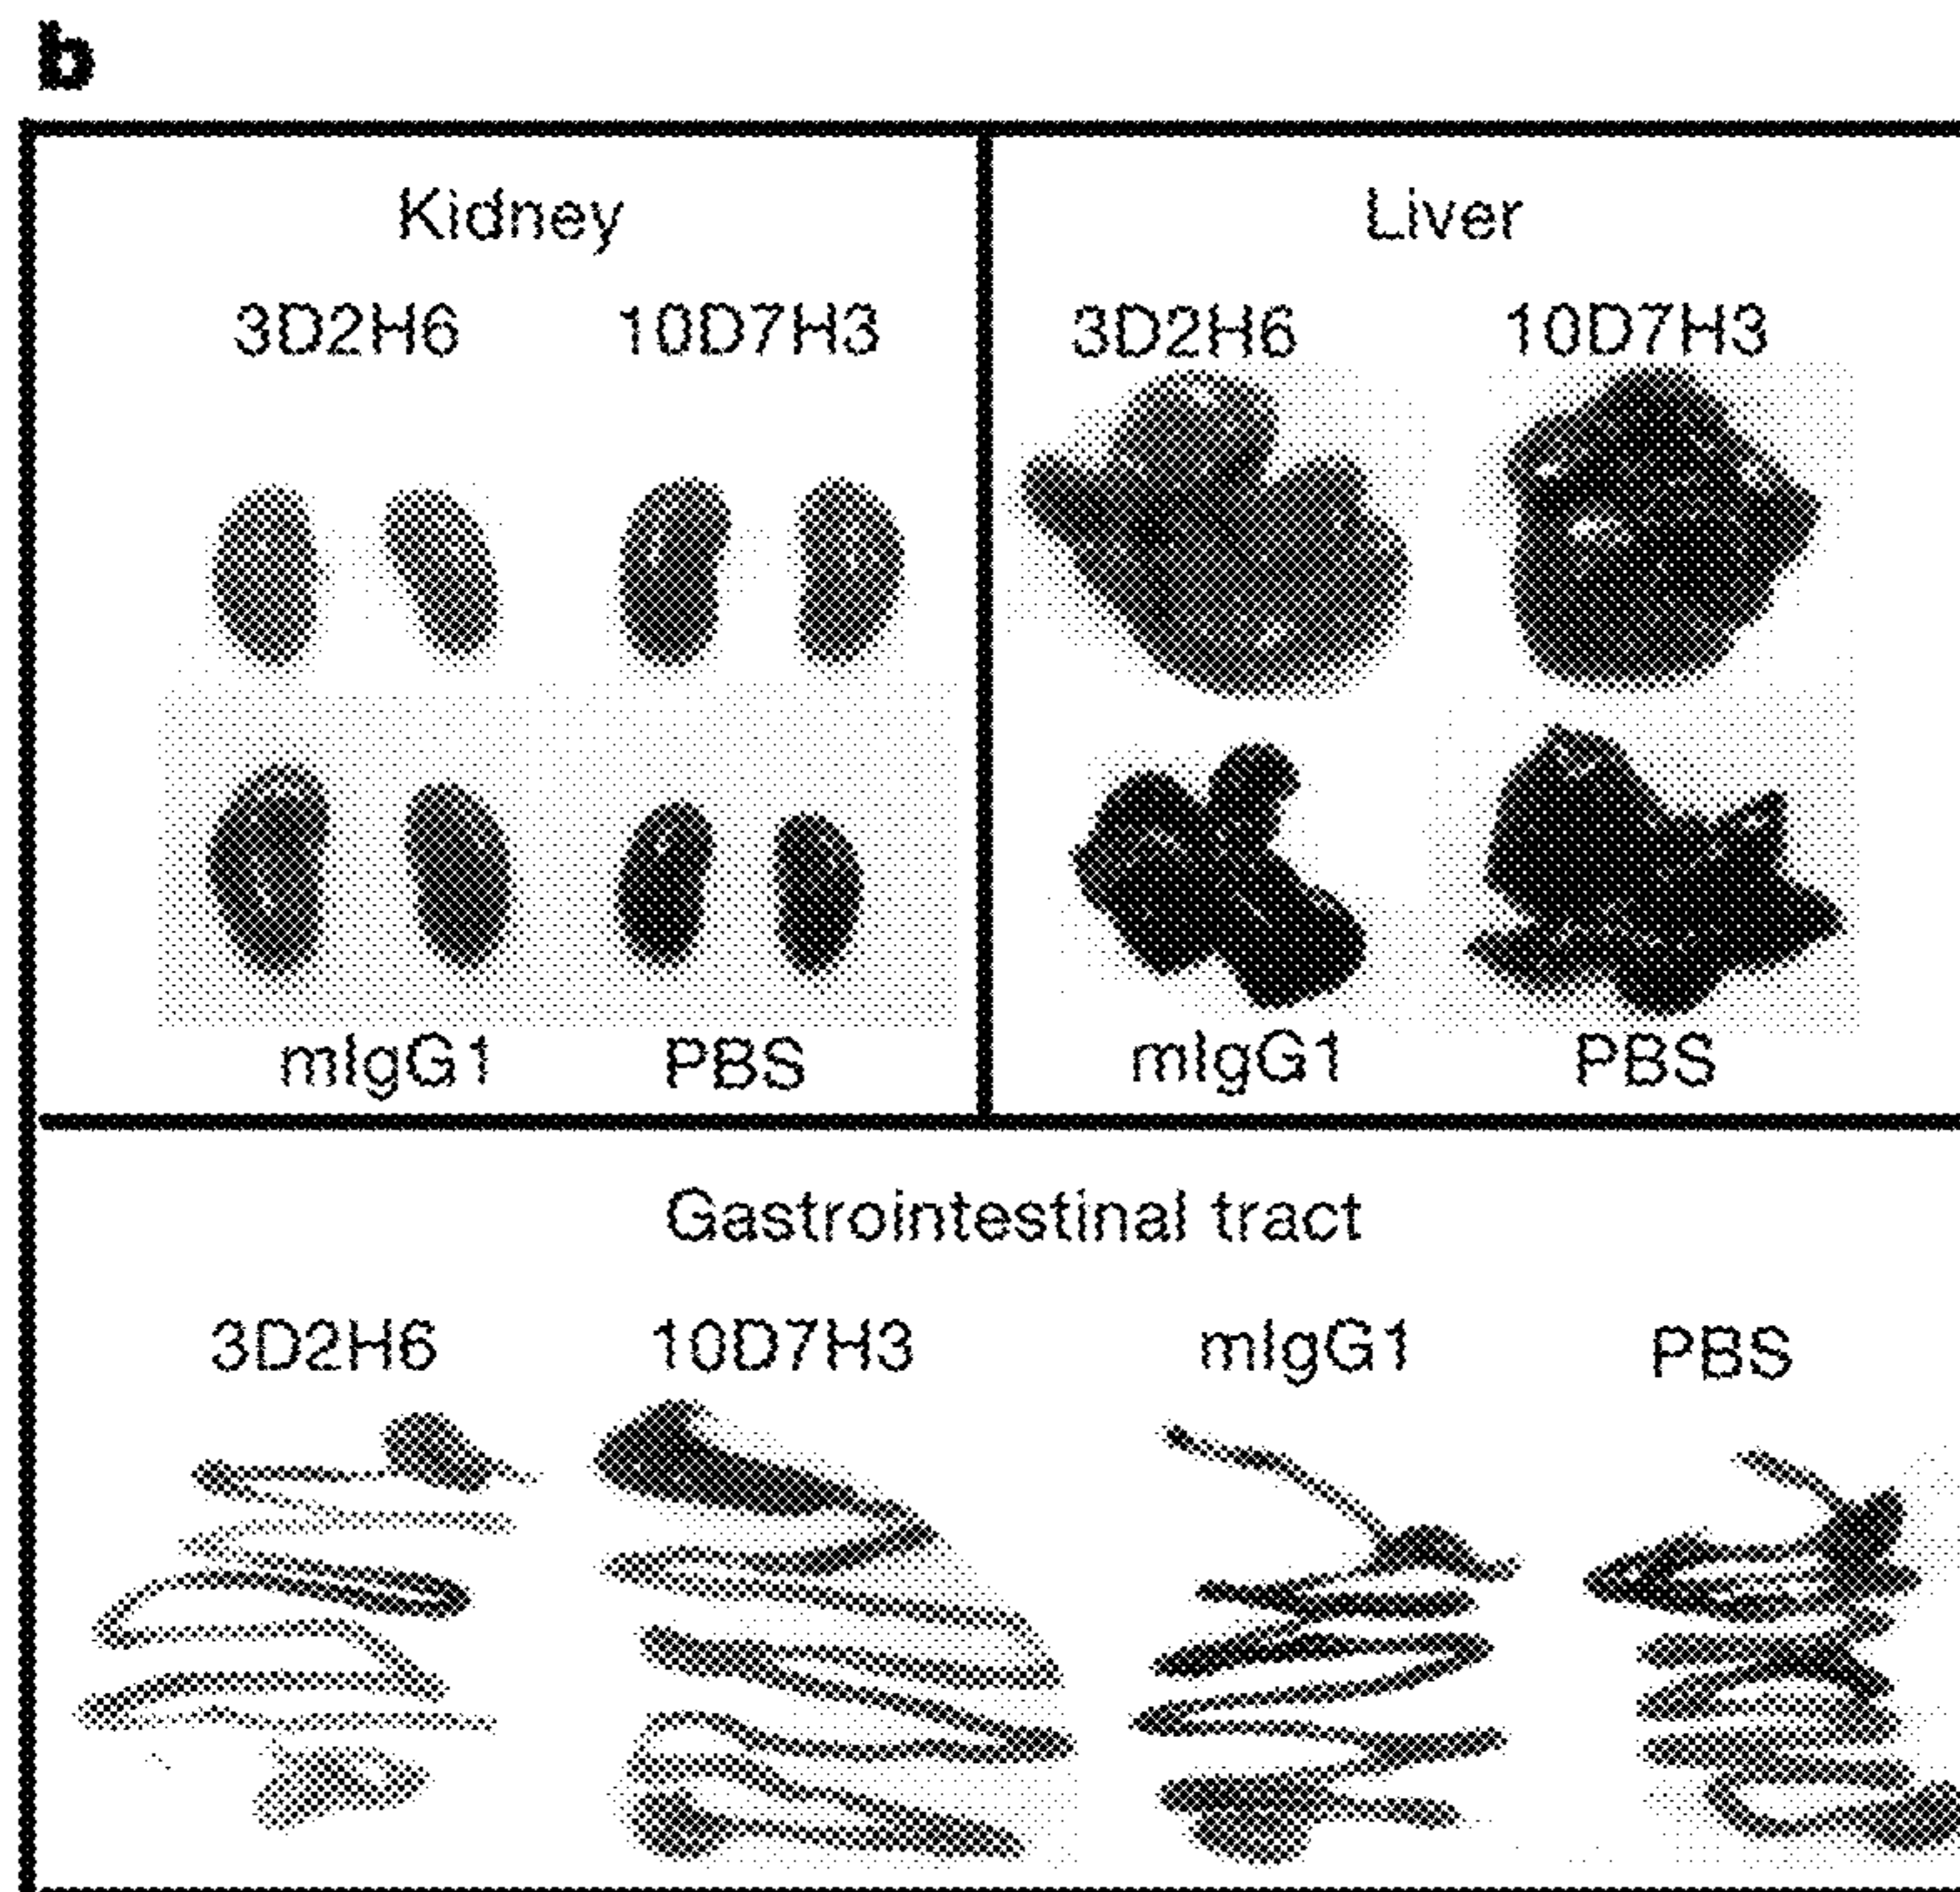 b
Kidney
3D2H6 10D7H3
mIgG1 PBS
Liver
3D2H6 10D7H3
mIgG1 PBS
Gastrointestinal tract
3D2H6 10D7H3 mIgG1 PBS